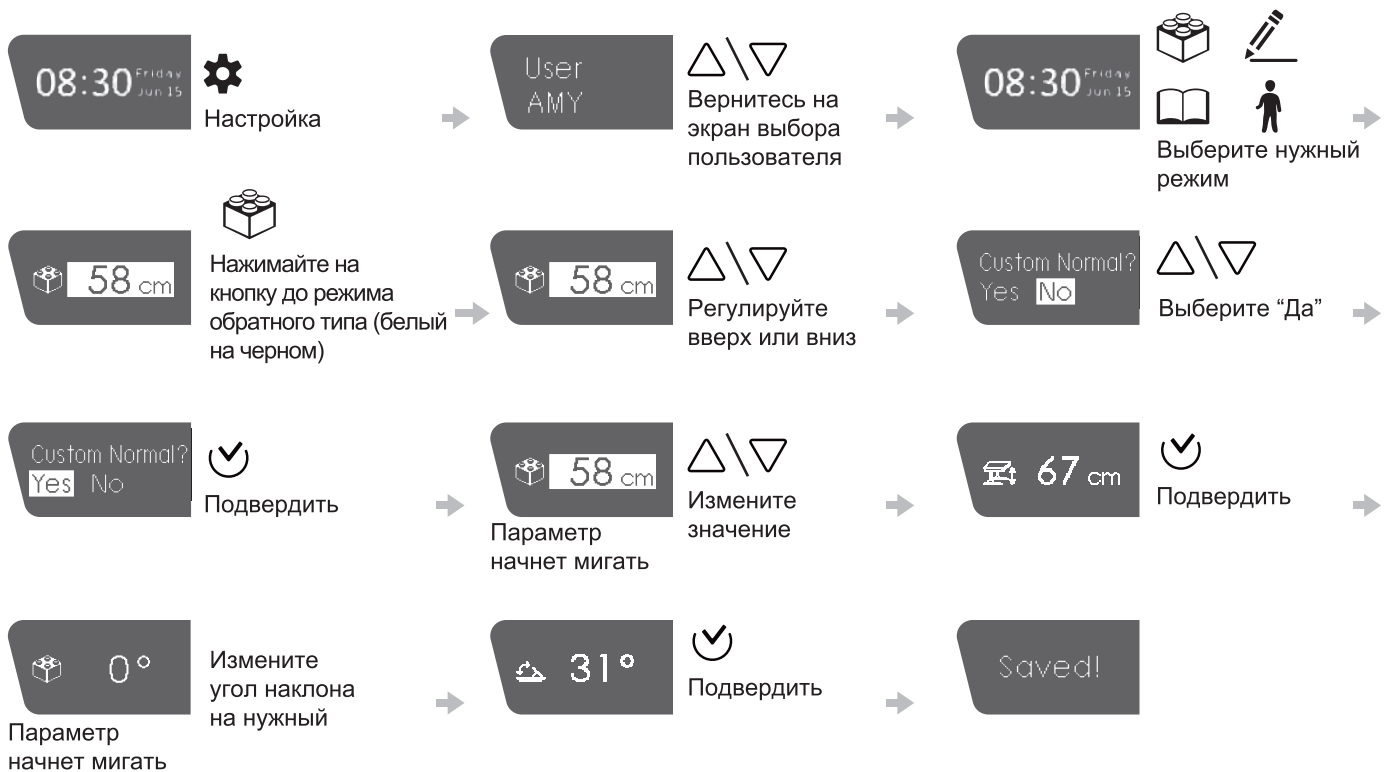 08:30 Friday
Jun 15
Настройка
User
AMY
Вернитесь на
экран выбора
пользователя
08:30 Friday
Jun 15
Выберите нужный
режим
58 cm
Нажимайте на
кнопку до режима
обратного типа (белый
на черном)
58 cm
Регулируйте
вверх или вниз
Custom Normal?
Yes No
Выберите “Да”
Custom Normal?
Yes No
Подвердить
58 cm
Параметр
начнет мигать
Измените
значение
67 cm
Подвердить
0°
Параметр
начнет мигать
Измените
угол наклона
на нужный
31°
Подвердить
Saved!